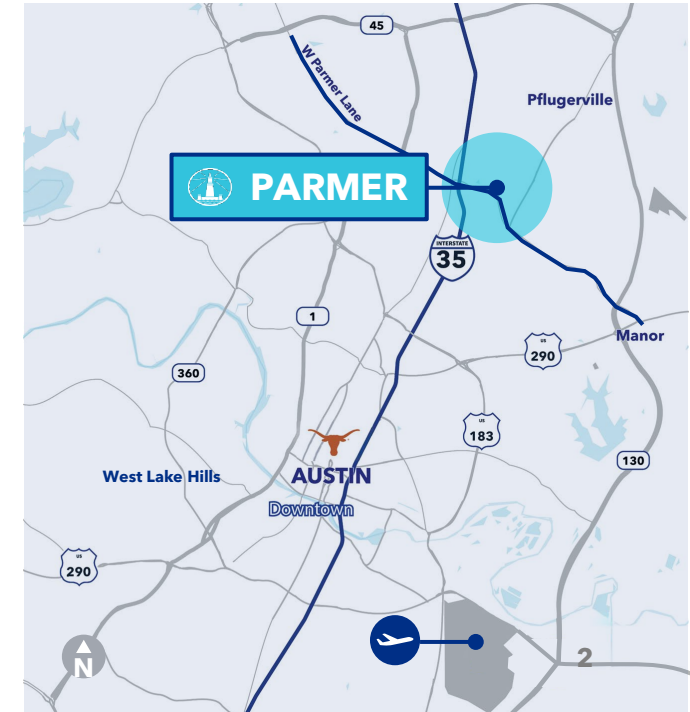 45
W Parmer Lane
Pflugerville
PARMER
INTERSTATE
35
1
US
290
Manor
360
US
183
AUSTIN
West Lake Hills
130
Downtown
US
290
N
2